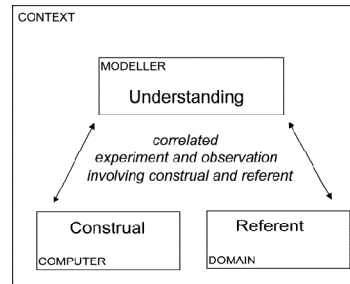 CONTEXT
MODELLER
Understanding
correlated
experiment and observation
involving construal and referent
Construal
COMPUTER
Referent
DOMAIN